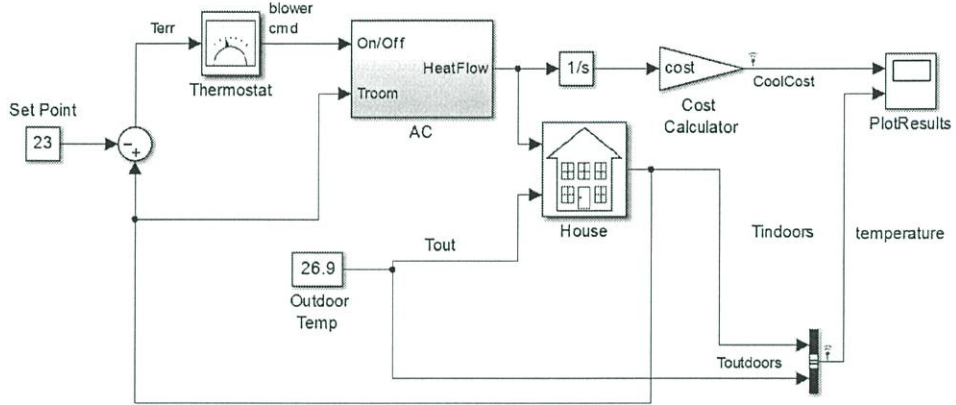 Terr
blower
cmd
Thermostat
On/Off
HeatFlow
Troom
AC
1/s
cost
Cost
Calculator
CoolCost
PlotResults
Set Point
23
House
Tout
26.9
Outdoor
Temp
Tindoors
temperature
Toutdoors